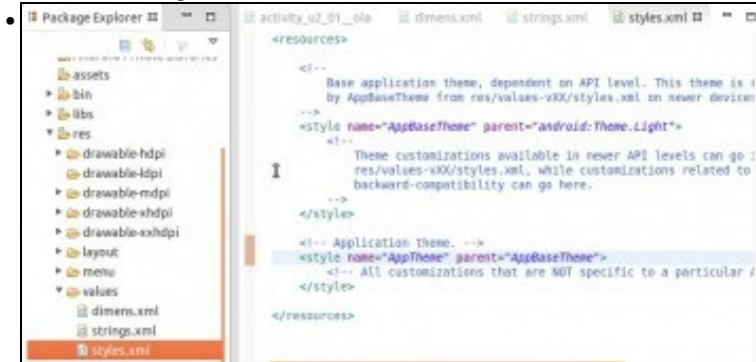 Package Explorer
assets
bin
libs
res
drawable-hdpi
drawable-ldpi
drawable-mdpi
drawable-xhdpi
drawable-xxhdpi
layout
menu
values
dimens.xml
strings.xml
styles.xml
activity_u2_01__ola dimens.xml strings.xml styles.xml
<resources>
<!--
Base application theme, dependent on API level. This theme is
by AppBaseTheme from res/values-vXX/styles.xml on newer device
-->
<style name="AppBaseTheme" parent="android:Theme.Light">
<!--
Theme customizations available in newer API levels can go
res/values-vXX/styles.xml, while customizations related to
backward-compatibility can go here.
-->
</style>
<!-- Application theme. -->
<style name="AppTheme" parent="AppBaseTheme">
<!-- All customizations that are NOT specific to a particular
</style>
</resources>